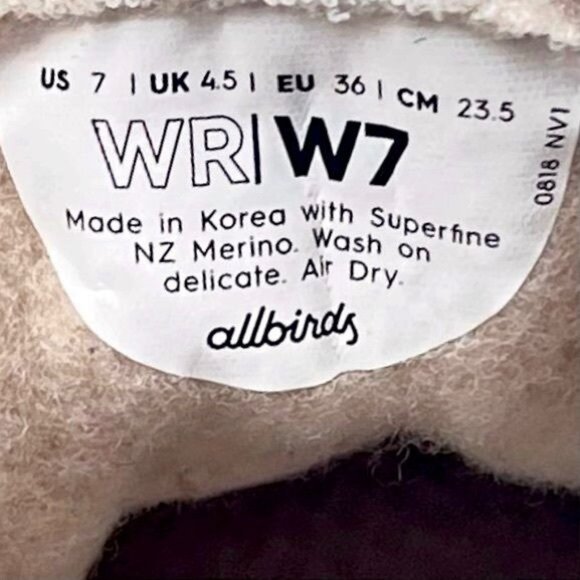 US 7 | UK 4.5 | EU 36 | CM 23.5
WR|W7
Made in Korea with Superfine
NZ Merino. Wash on
delicate. Air Dry.
allbirds
0818 NV1